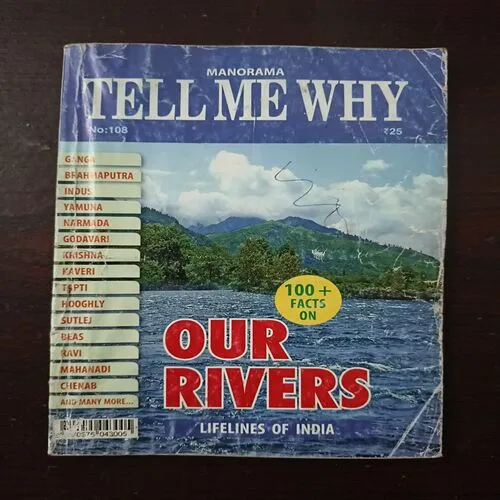 MANORAMA
TELL ME WHY
No:108
₹25
GANGA
BRAHMAPUTRA
INDUS
YAMUNA
NARMADA
GODAVARI
KRISHNA
KAVERI
TAPTI
HOOGHLY
SUTLEJ
BEAS
RAVI
MAHANADI
CHENAB
AND MANY MORE...
100+
FACTS
ON
OUR
RIVERS
LIFELINES OF INDIA